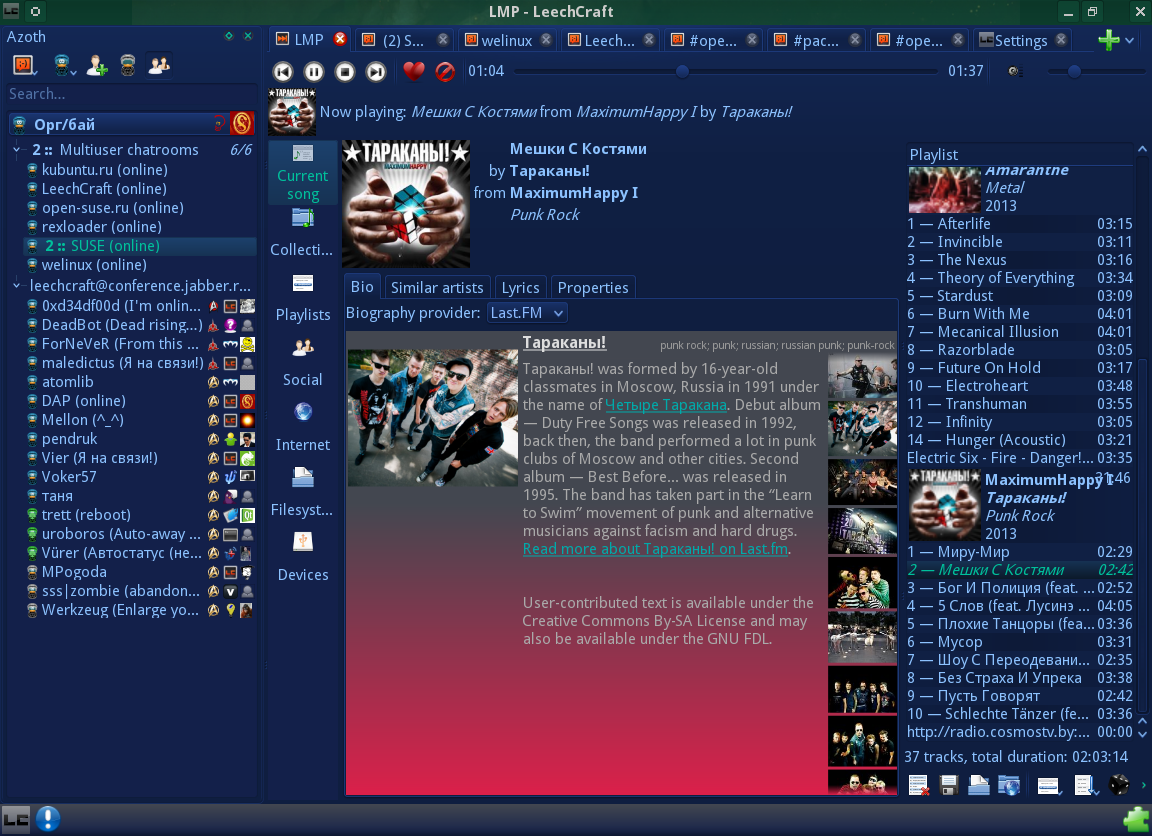 LMP - LeechCraft
Azoth
Search...
Орг/бай
2 :: Multiuser chatrooms 6/6
kubuntu.ru (online)
LeechCraft (online)
open-suse.ru (online)
rexloader (online)
2 :: SUSE (online)
welinux (online)
leechcraft@conference.jabber.r...
0xd34df00d (I'm onlin...
DeadBot (Dead rising...)
ForNeVeR (From this ...
maledictus (Я на связи!)
atomlib
DAP (online)
Mellon (^_^)
pendruk
Vier (Я на связи!)
Voker57
таня
trett (reboot)
uroboros (Auto-away ...
Vürer (Автостатус (не...
MPogoda
sss|zombie (abandon...
Werkzeug (Enlarge yo...
LMP
(2) S...
welinux
Leech...
#ope...
#pac...
#ope...
Settings
01:04
01:37
Now playing: Мешки С Костями from MaximumHappy I by Тараканы!
Current song
Collecti...
Playlists
Social
Internet
Filesyst...
Devices
ТАРАКАНЫ!
MAXIMUMHAPPY
Мешки С Костями
by Тараканы!
from MaximumHappy I
Punk Rock
Bio
Similar artists
Lyrics
Properties
Biography provider: Last.FM
Тараканы!
punk rock; punk; russian; russian punk; punk-rock
Тараканы! was formed by 16-year-old
classmates in Moscow, Russia in 1991 under
the name of Четыре Таракана. Debut album
— Duty Free Songs was released in 1992,
back then, the band performed a lot in punk
clubs of Moscow and other cities. Second
album — Best Before... was released in
1995. The band has taken part in the “Learn
to Swim” movement of punk and alternative
musicians against facism and hard drugs.
Read more about Тараканы! on Last.fm.
User-contributed text is available under the
Creative Commons By-SA License and may
also be available under the GNU FDL.
Playlist
Amaranthe
Metal
2013
1 — Afterlife 03:15
2 — Invincible 03:11
3 — The Nexus 03:16
4 — Theory of Everything 03:34
5 — Stardust 03:09
6 — Burn With Me 04:01
7 — Mecanical Illusion 04:01
8 — Razorblade 03:05
9 — Future On Hold 03:17
10 — Electroheart 03:48
11 — Transhuman 03:55
12 — Infinity 03:05
14 — Hunger (Acoustic) 03:21
Electric Six - Fire - Danger!... 03:35
MaximumHappy I 31:46
Тараканы!
Punk Rock
2013
1 — Миру-Мир 02:29
2 — Мешки С Костями 02:42
3 — Бог И Полиция (feat. ... 02:52
4 — 5 Слов (feat. Лусинэ ... 04:05
5 — Плохие Танцоры (fea... 03:36
6 — Мусор 03:31
7 — Шоу С Переодевани... 02:35
8 — Без Страха И Упрека 03:38
9 — Пусть Говорят 02:42
10 — Schlechte Tänzer (fe... 03:36
http://radio.cosmostv.by:... 00:00
37 tracks, total duration: 02:03:14